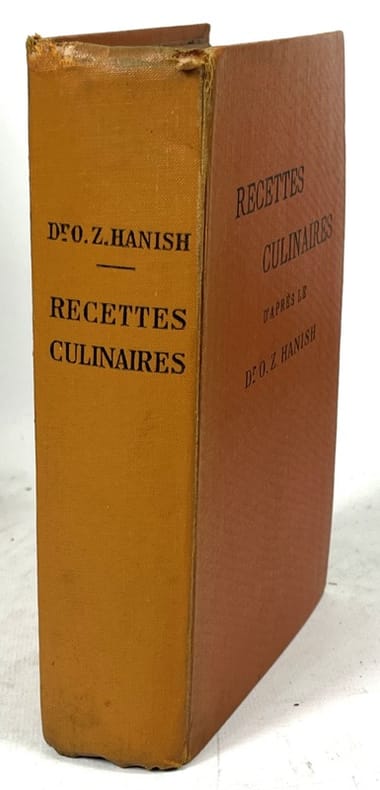 Dr O. Z. HANISH
RECETTES
CULINAIRES
RECETTES
CULINAIRES
D'APRÈS LE
Dr O. Z. HANISH